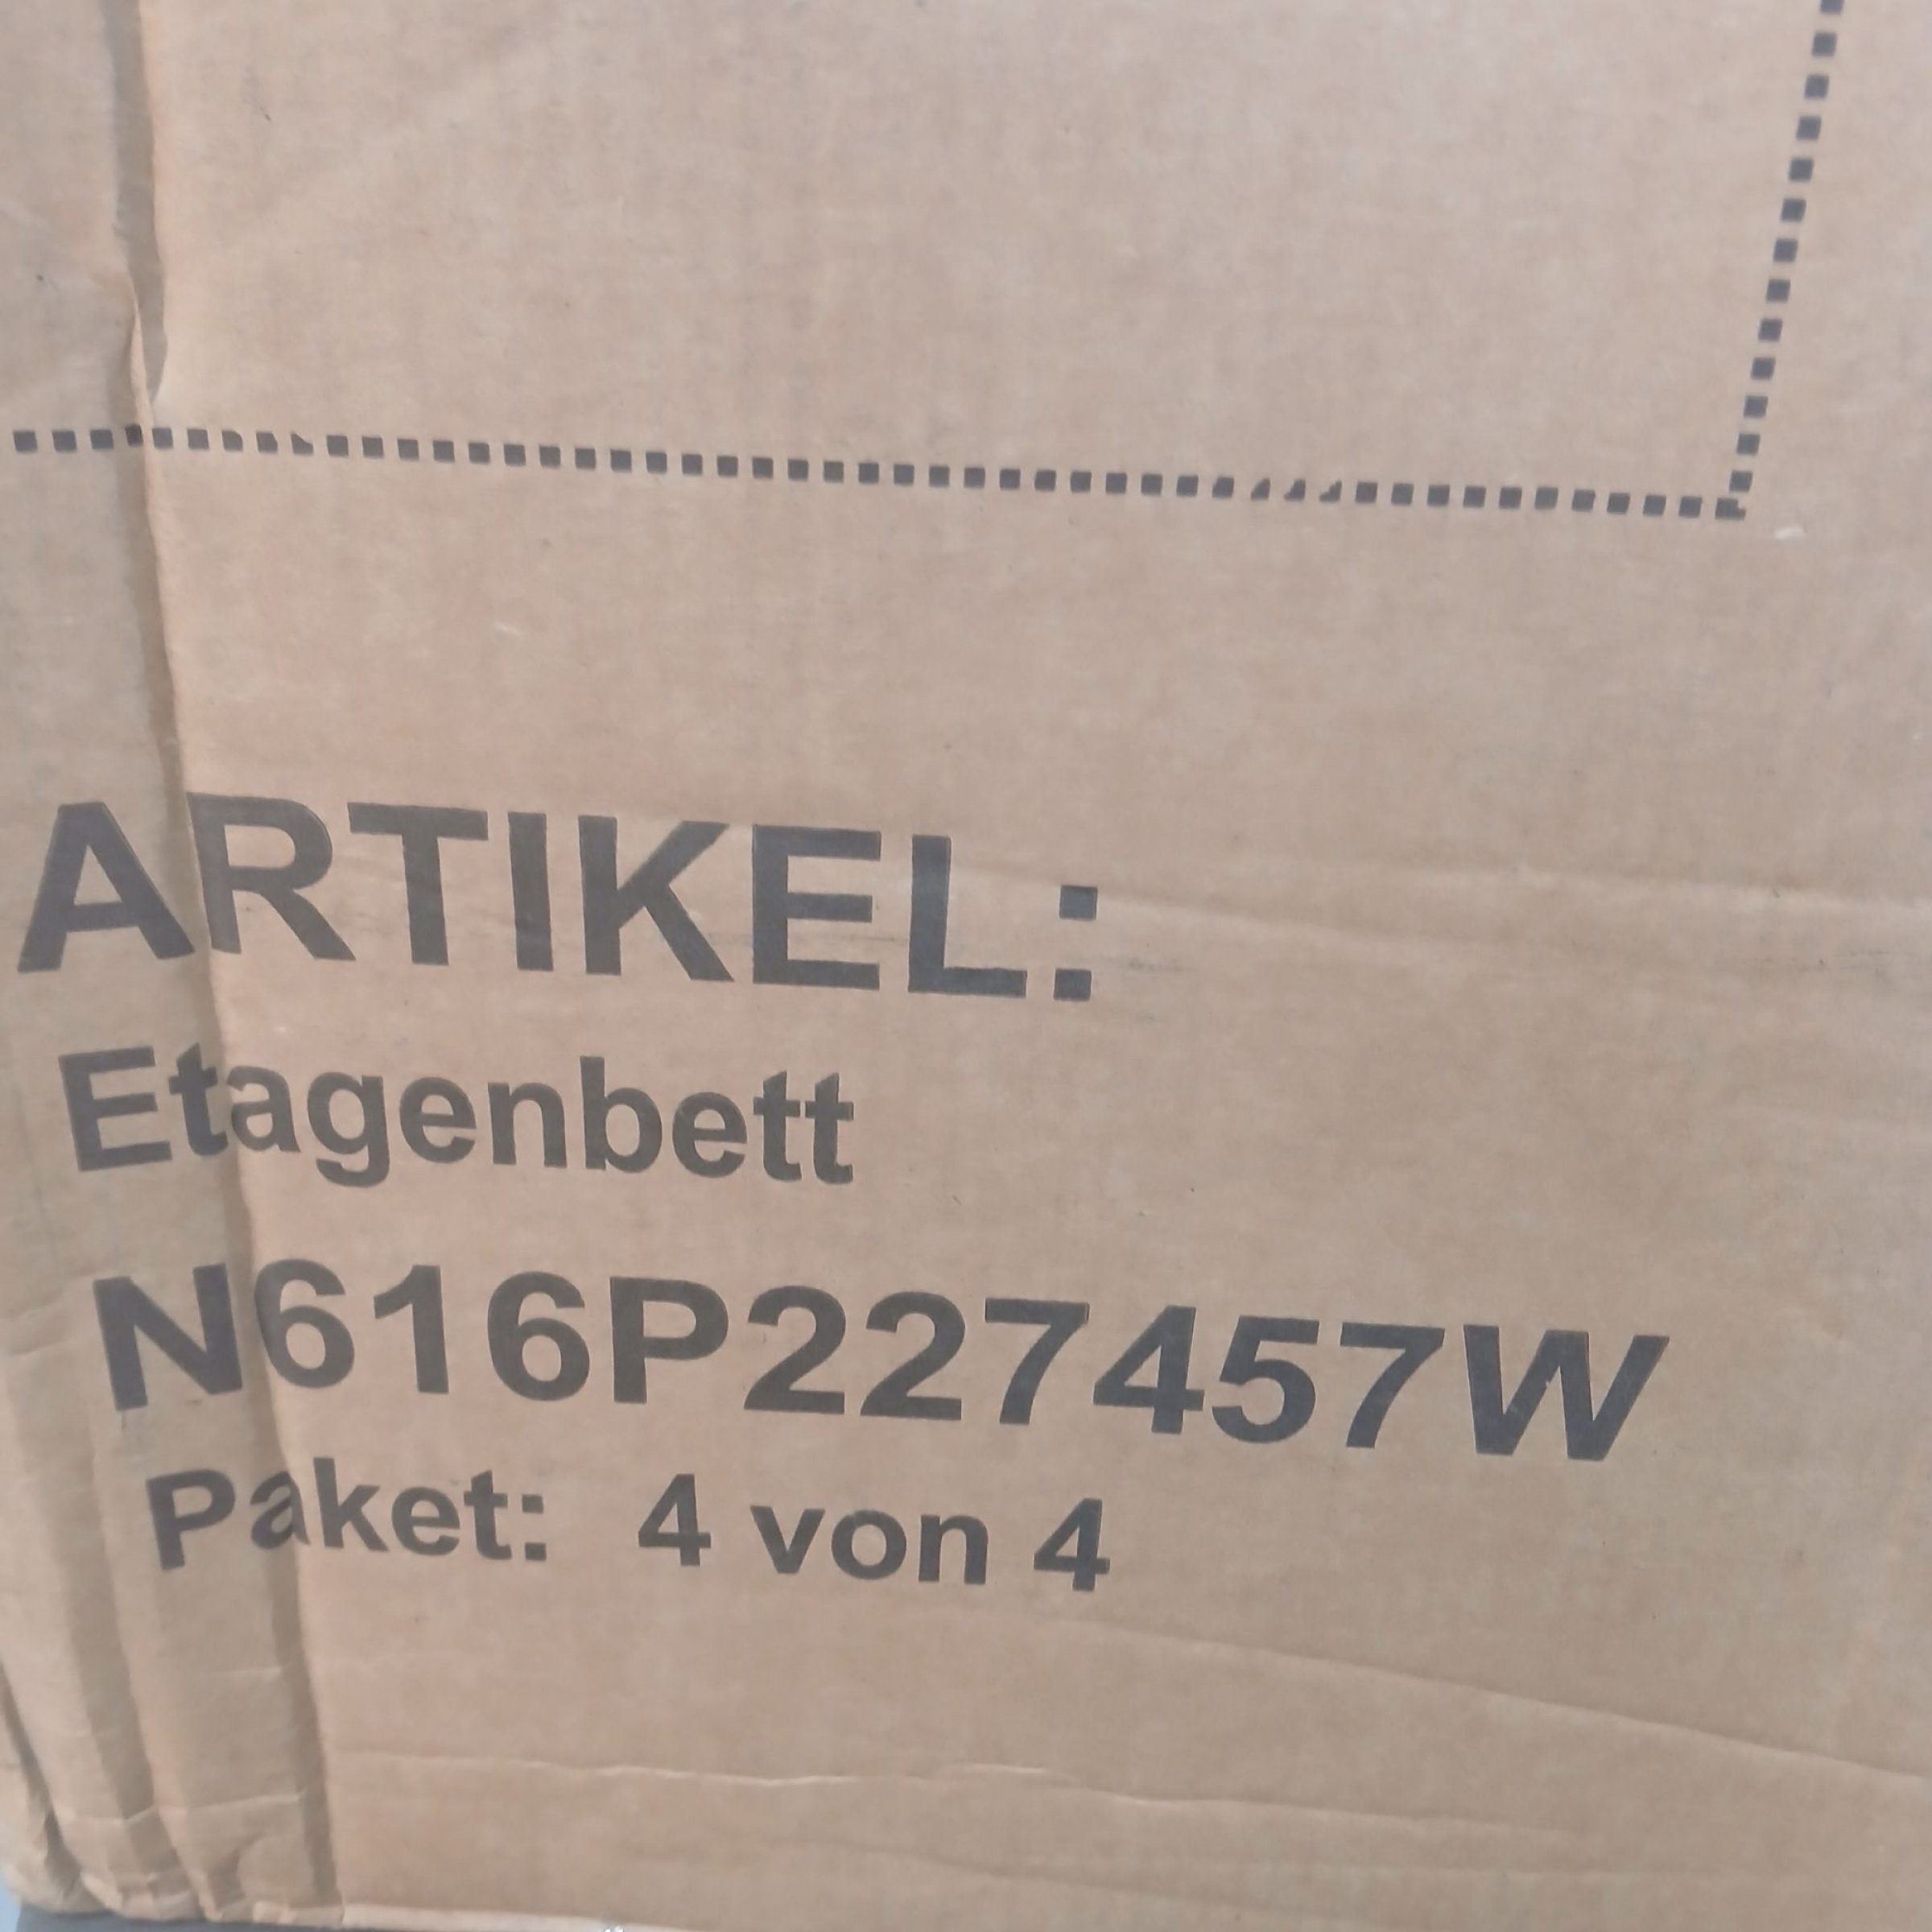 ARTIKEL:
Etagenbett
N616P227457W
Paket: 4 von 4